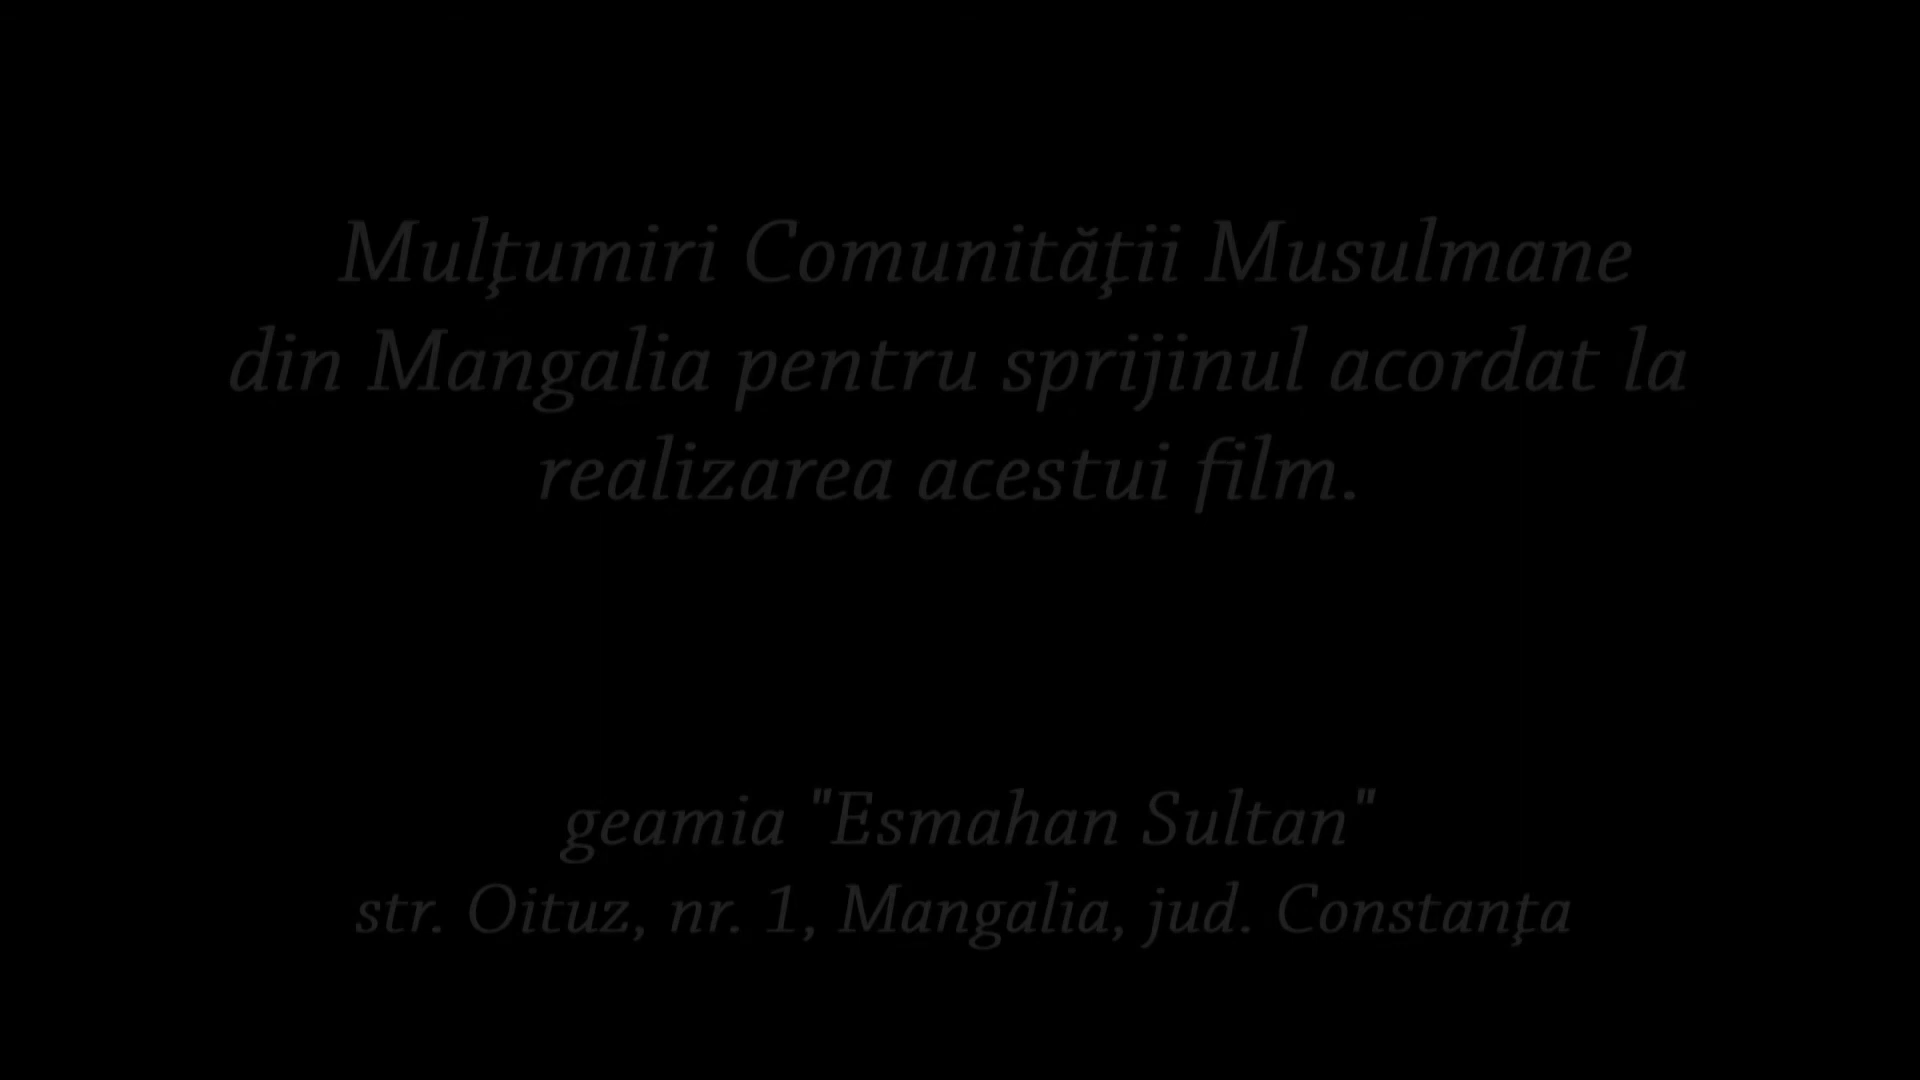 Mulţumiri Comunităţii Musulmane
din Mangalia pentru sprijinul acordat la
realizarea acestui film.
geamia "Esmahan Sultan"
str. Oituz, nr. 1, Mangalia, jud. Constanţa